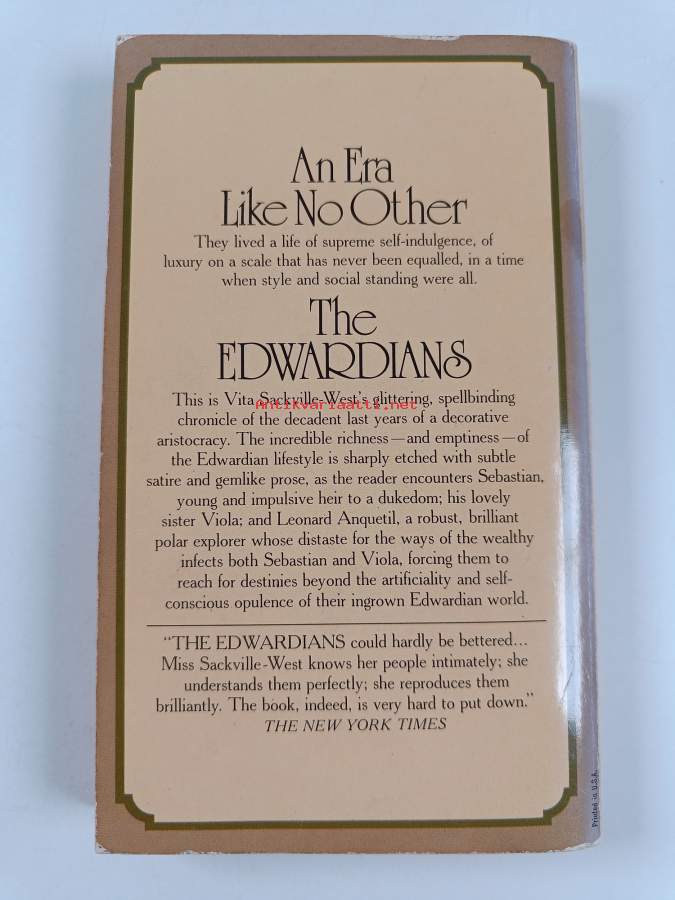 An Era
Like No Other
They lived a life of supreme self-indulgence, of
luxury on a scale that has never been equalled, in a time
when style and social standing were all.
The
EDWARDIANS
This is Vita Sackville-West's glittering, spellbinding
Antikvariaatti.net
chronicle of the decadent last years of a decorative
aristocracy. The incredible richness—and emptiness—of
the Edwardian lifestyle is sharply etched with subtle
satire and gemlike prose, as the reader encounters Sebastian,
young and impulsive heir to a dukedom; his lovely
sister Viola; and Leonard Anquetil, a robust, brilliant
polar explorer whose distaste for the ways of the wealthy
infects both Sebastian and Viola, forcing them to
reach for destinies beyond the artificiality and self-
conscious opulence of their ingrown Edwardian world.
"THE EDWARDIANS could hardly be bettered...
Miss Sackville-West knows her people intimately; she
understands them perfectly; she reproduces them
brilliantly. The book, indeed, is very hard to put down."
THE NEW YORK TIMES
Printed in U.S.A.